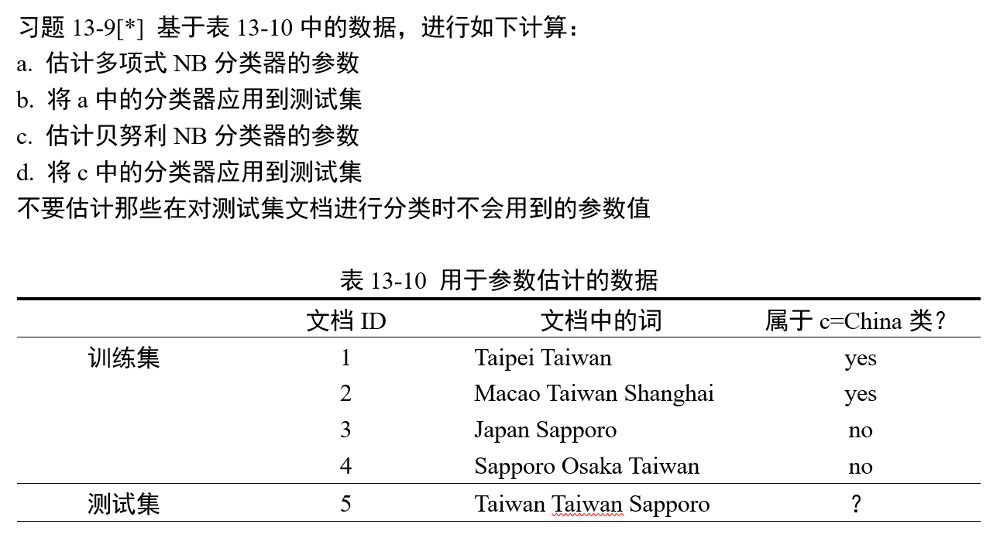 习题 13-9[*] 基于表 13-10 中的数据，进行如下计算：
a. 估计多项式 NB 分类器的参数
b. 将 a 中的分类器应用到测试集
c. 估计贝努利 NB 分类器的参数
d. 将 c 中的分类器应用到测试集
不要估计那些在对测试集文档进行分类时不会用到的参数值
表 13-10 用于参数估计的数据
文档 ID 文档中的词 属于 c=China 类？
训练集 1 Taipei Taiwan yes
2 Macao Taiwan Shanghai yes
3 Japan Sapporo no
4 Sapporo Osaka Taiwan no
测试集 5 Taiwan Taiwan Sapporo ？